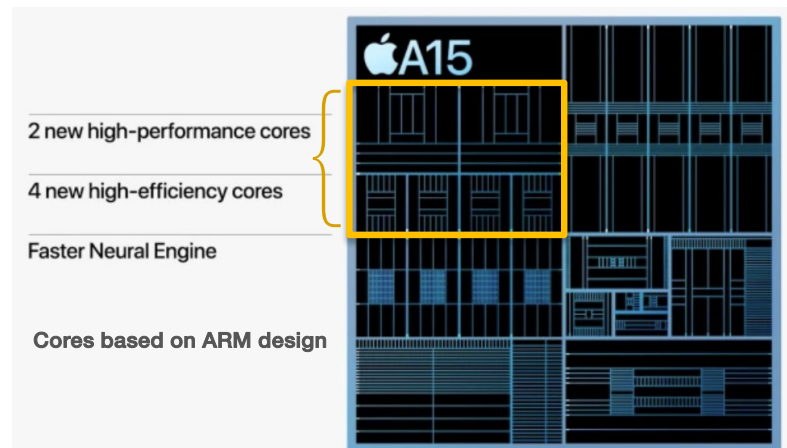 A15
2 new high-performance cores
4 new high-efficiency cores
Faster Neural Engine
Cores based on ARM design